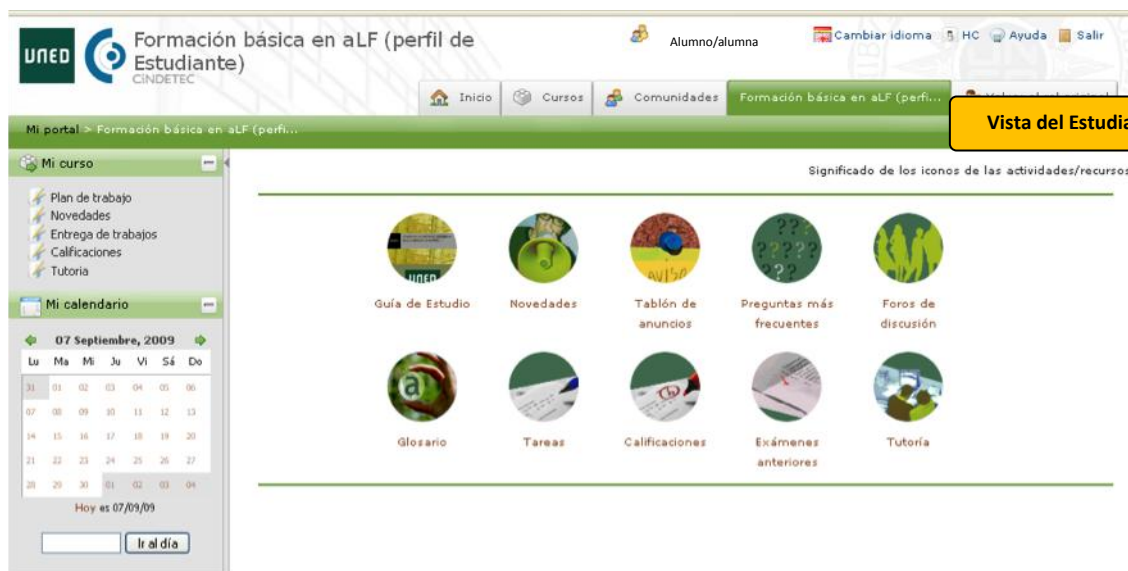 UNED
Formación básica en aLF (perfil de
Estudiante)
CiNDETEC
Alumno/alumna
Cambiar idioma
HC
Ayuda
Salir
Inicio
Cursos
Comunidades
Formación básica en aLF (perfi...
Vista del Estudia
Mi portal > Formación básica en aLF (perfi...
Mi curso
Plan de trabajo
Novedades
Entrega de trabajos
Calificaciones
Tutoria
Mi calendario
07 Septiembre, 2009
Lu Ma Mi Ju Vi Sá Do
31 01 02 03 04 05 06
07 08 09 10 11 12 13
14 15 16 17 18 19 20
21 22 23 24 25 26 27
28 29 30 01 02 03 04
Hoy es 07/09/09
Ir al día
Significado de los iconos de las actividades/recursos
UNED
AVISO
Guía de Estudio
Novedades
Tablón de
anuncios
Preguntas más
frecuentes
Foros de
discusión
a
Glosario
Tareas
Calificaciones
Exámenes
anteriores
Tutoría